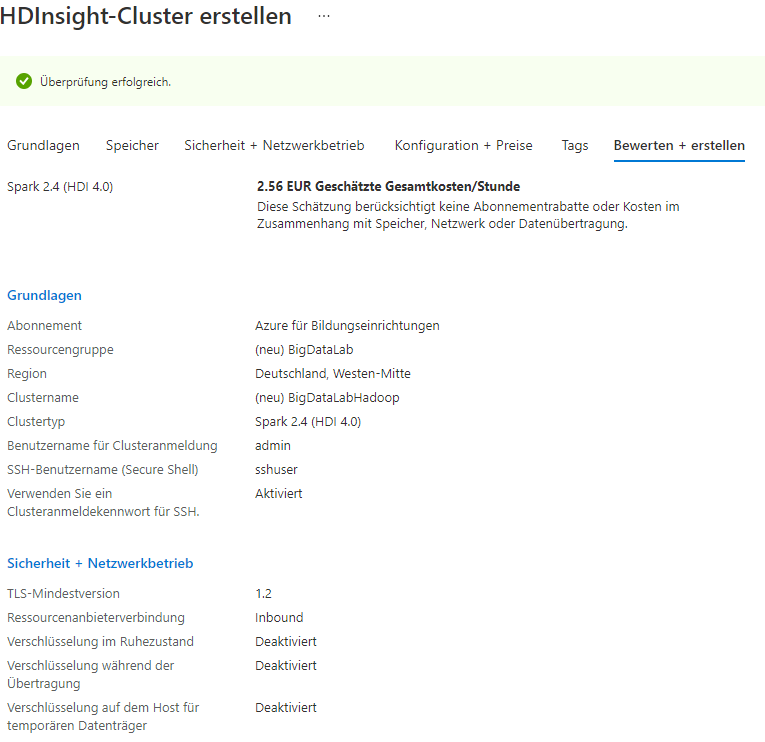 HDInsight-Cluster erstellen ...
Überprüfung erfolgreich.
Grundlagen Speicher Sicherheit + Netzwerkbetrieb Konfiguration + Preise Tags Bewerten + erstellen
Spark 2.4 (HDI 4.0) 2.56 EUR Geschätzte Gesamtkosten/Stunde
Diese Schätzung berücksichtigt keine Abonnementrabatte oder Kosten im
Zusammenhang mit Speicher, Netzwerk oder Datenübertragung.
Grundlagen
Abonnement Azure für Bildungseinrichtungen
Ressourcengruppe (neu) BigDataLab
Region Deutschland, Westen-Mitte
Clustername (neu) BigDataLabHadoop
Clustertyp Spark 2.4 (HDI 4.0)
Benutzername für Clusteranmeldung admin
SSH-Benutzername (Secure Shell) sshuser
Verwenden Sie ein Aktiviert
Clusteranmeldekennwort für SSH.
Sicherheit + Netzwerkbetrieb
TLS-Mindestversion 1.2
Ressourcenanbieterverbindung Inbound
Verschlüsselung im Ruhezustand Deaktiviert
Verschlüsselung während der Deaktiviert
Übertragung
Verschlüsselung auf dem Host für Deaktiviert
temporären Datenträger